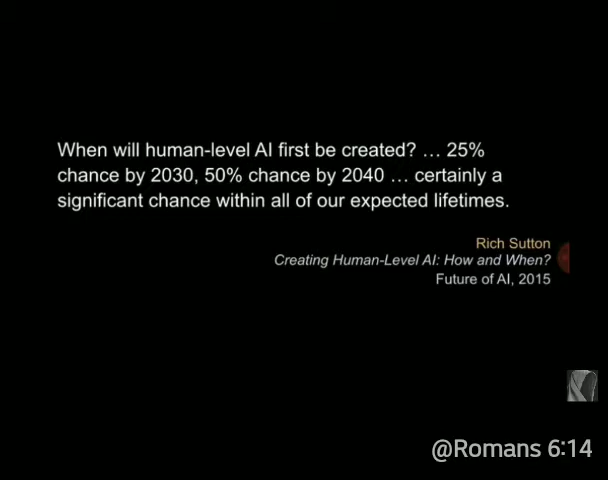 When will human-level AI first be created? … 25%
chance by 2030, 50% chance by 2040 … certainly a
significant chance within all of our expected lifetimes.
Rich Sutton
Creating Human-Level AI: How and When?
Future of AI, 2015
@Romans 6:14